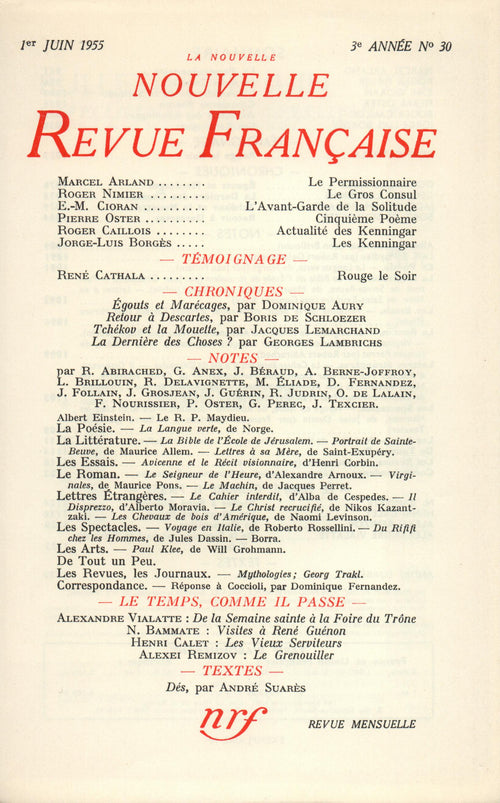 1er JUIN 1955
3e ANNÉE No 30
LA NOUVELLE
NOUVELLE
REVUE FRANÇAISE
MARCEL ARLAND ........ Le Permissionnaire
ROGER NIMIER ......... Le Gros Consul
E.-M. CIORAN .......... L'Avant-Garde de la Solitude
PIERRE OSTER .......... Cinquième Poème
ROGER CAILLOIS ....... Actualité des Kenningar
JORGE-LUIS BORGÈS ..... Les Kenningar
— TÉMOIGNAGE —
RENÉ CATHALA ......... Rouge le Soir
— CHRONIQUES —
Égouts et Marécages, par DOMINIQUE AURY
Retour à Descartes, par BORIS DE SCHLOEZER
Tchékov et la Mouette, par JACQUES LEMARCHAND
La Dernière des Choses ? par GEORGES LAMBRICHS
— NOTES —
par R. ABIRACHED, G. ANEX, J. BÉRAUD, A. BERNE-JOFFROY,
L. BRILLOUIN, R. DELAVIGNETTE, M. ÉLIADE, D. FERNANDEZ,
J. FOLLAIN, J. GROSJEAN, J. GUÉRIN, R. JUDRIN, O. DE LALAIN,
F. NOURISSIER, P. OSTER, G. PEREC, J. TEXCIER.
Albert Einstein. — Le R. P. Maydieu.
La Poésie. — La Langue verte, de Norge.
La Littérature. — La Bible de l'École de Jérusalem. — Portrait de Sainte-
Beuve, de Maurice Allem. — Lettres à sa Mère, de Saint-Exupéry.
Les Essais. — Avicenne et le Récit visionnaire, d'Henri Corbin.
Le Roman. — Le Seigneur de l'Heure, d'Alexandre Arnoux. — Virgi-
nales, de Maurice Pons. — Le Machin, de Jacques Perret.
Lettres Étrangères. — Le Cahier interdit, d'Alba de Cespedes. — Il
Disprezzo, d'Alberto Moravia. — Le Christ recrucifié, de Nikos Kazant-
zaki. — Les Chevaux de bois d'Amérique, de Naomi Levinson.
Les Spectacles. — Voyage en Italie, de Roberto Rossellini. — Du Rififi
chez les Hommes, de Jules Dassin. — Borra.
Les Arts. — Paul Klee, de Will Grohmann.
De Tout un Peu.
Les Revues, les Journaux. — Mythologies ; Georg Trakl.
Correspondance. — Réponse à Coccioli, par Dominique Fernandez.
— LE TEMPS, COMME IL PASSE —
ALEXANDRE VIALATTE : De la Semaine sainte à la Foire du Trône
N. BAMMATE : Visites à René Guénon
HENRI CALET : Les Vieux Serviteurs
ALEXEI REMIZOV : Le Grenouiller
— TEXTES —
Dés, par ANDRÉ SUARÈS
nrf
REVUE MENSUELLE